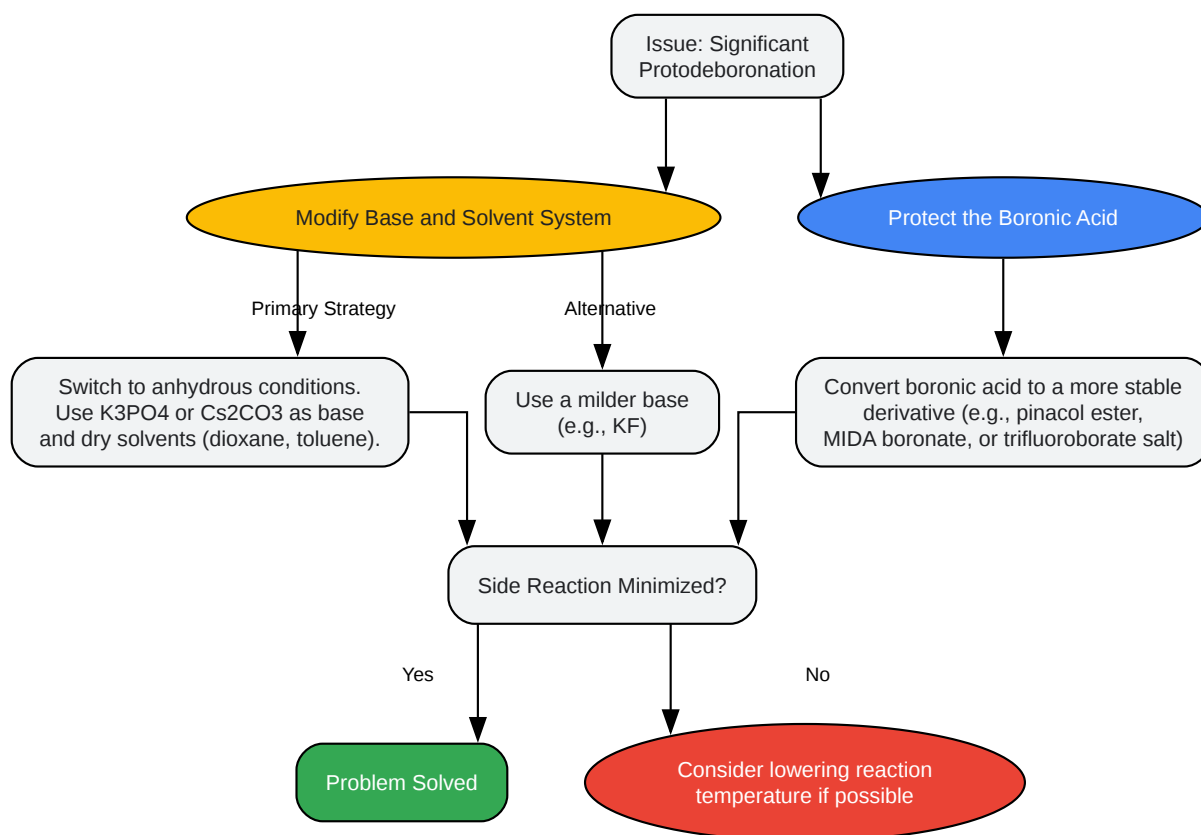 Issue: Significant
Protodeboronation
Modify Base and Solvent System
Protect the Boronic Acid
Primary Strategy
Alternative
Switch to anhydrous conditions.
Use K3PO4 or Cs2CO3 as base
and dry solvents (dioxane, toluene).
Use a milder base
(e.g., KF)
Convert boronic acid to a more stable
derivative (e.g., pinacol ester,
MIDA boronate, or trifluoroborate salt)
Side Reaction Minimized?
Yes
No
Problem Solved
Consider lowering reaction
temperature if possible